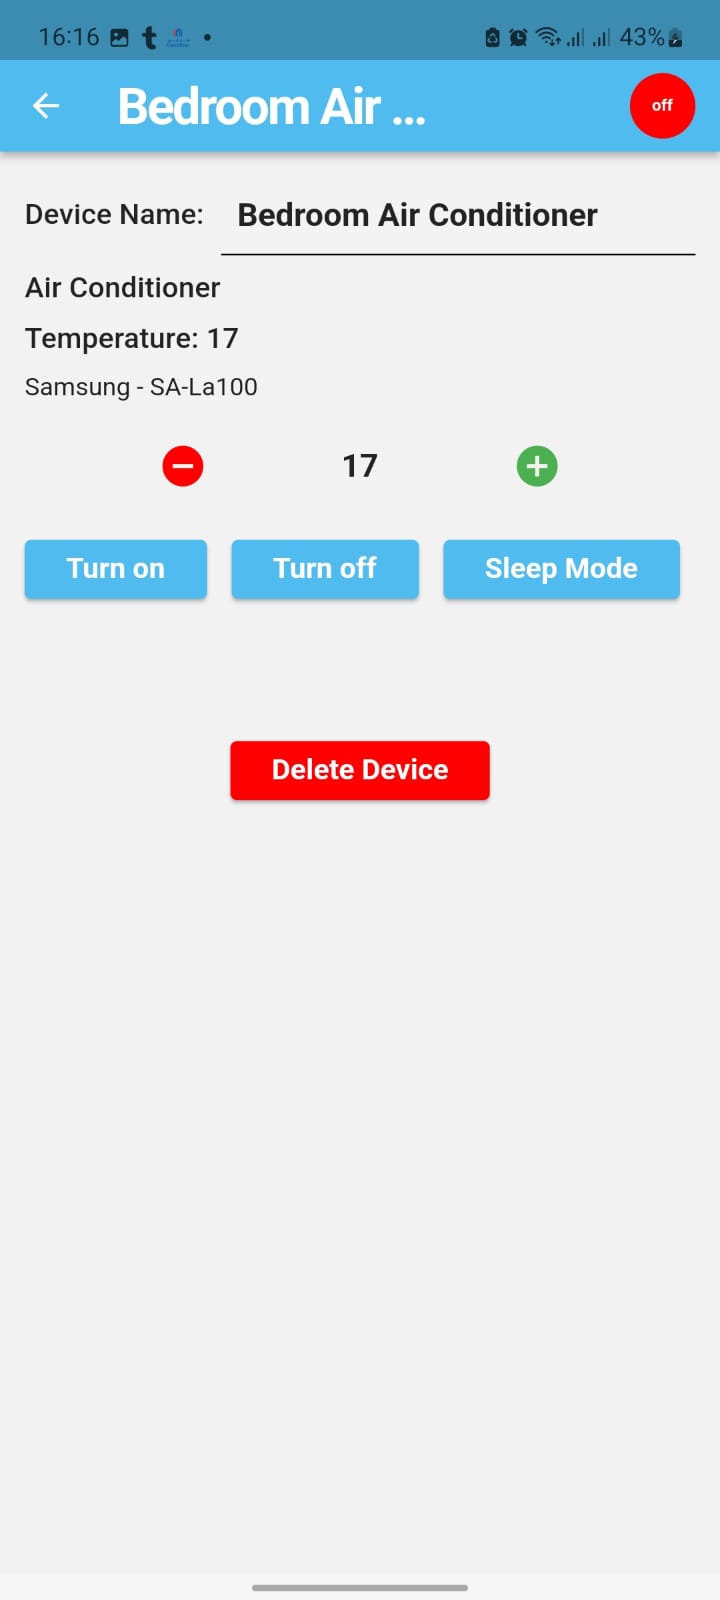 16:16 t 43%
Bedroom Air ... off
Device Name: Bedroom Air Conditioner
Air Conditioner
Temperature: 17
Samsung - SA-La100
17
Turn on Turn off Sleep Mode
Delete Device